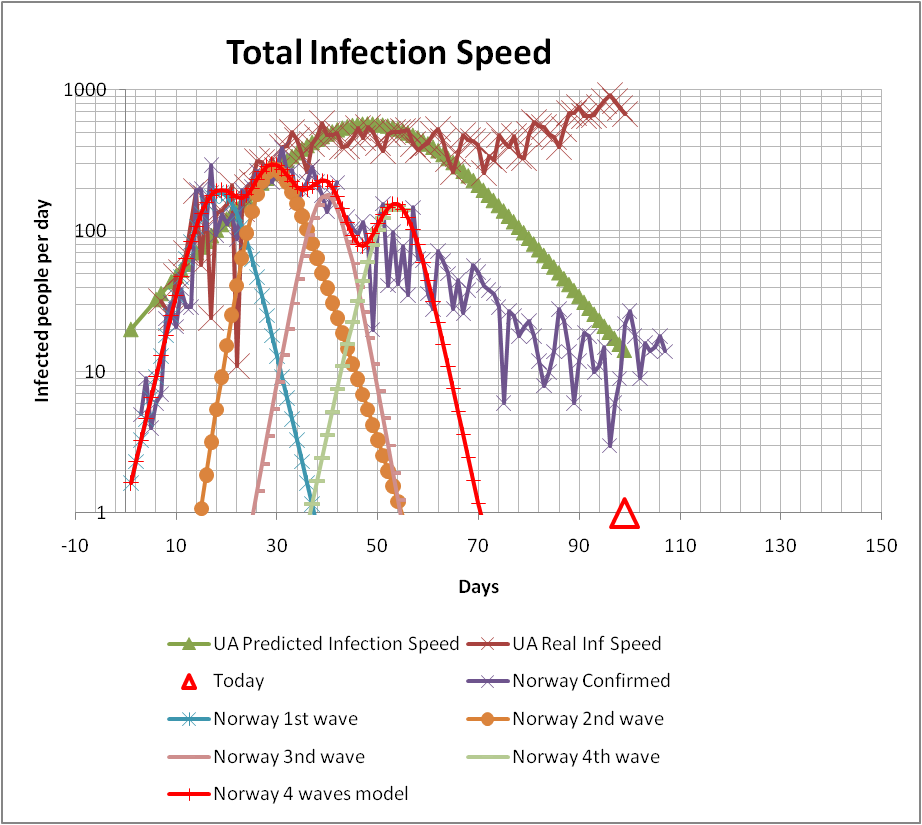 Total Infection Speed
Infected people per day
1000
100
10
1
-10 10 30 50 70 90 110 130 150
Days
UA Predicted Infection Speed UA Real Inf Speed
Today Norway Confirmed
Norway 1st wave Norway 2nd wave
Norway 3nd wave Norway 4th wave
Norway 4 waves model